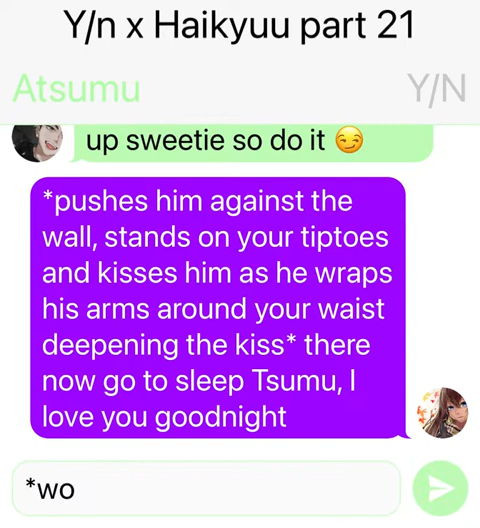 Y/n x Haikyuu part 21
Atsumu
Y/N
up sweetie so do it 😏
*pushes him against the
wall, stands on your tiptoes
and kisses him as he wraps
his arms around your waist
deepening the kiss* there
now go to sleep Tsumu, I
love you goodnight
*wo